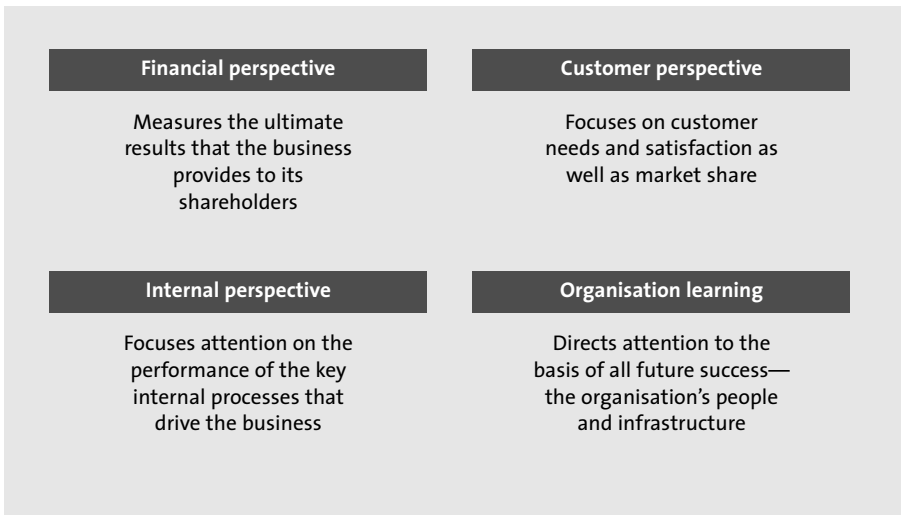 Financial perspective
Measures the ultimate
results that the business
provides to its
shareholders
Customer perspective
Focuses on customer
needs and satisfaction as
well as market share
Internal perspective
Focuses attention on the
performance of the key
internal processes that
drive the business
Organisation learning
Directs attention to the
basis of all future success—
the organisation’s people
and infrastructure